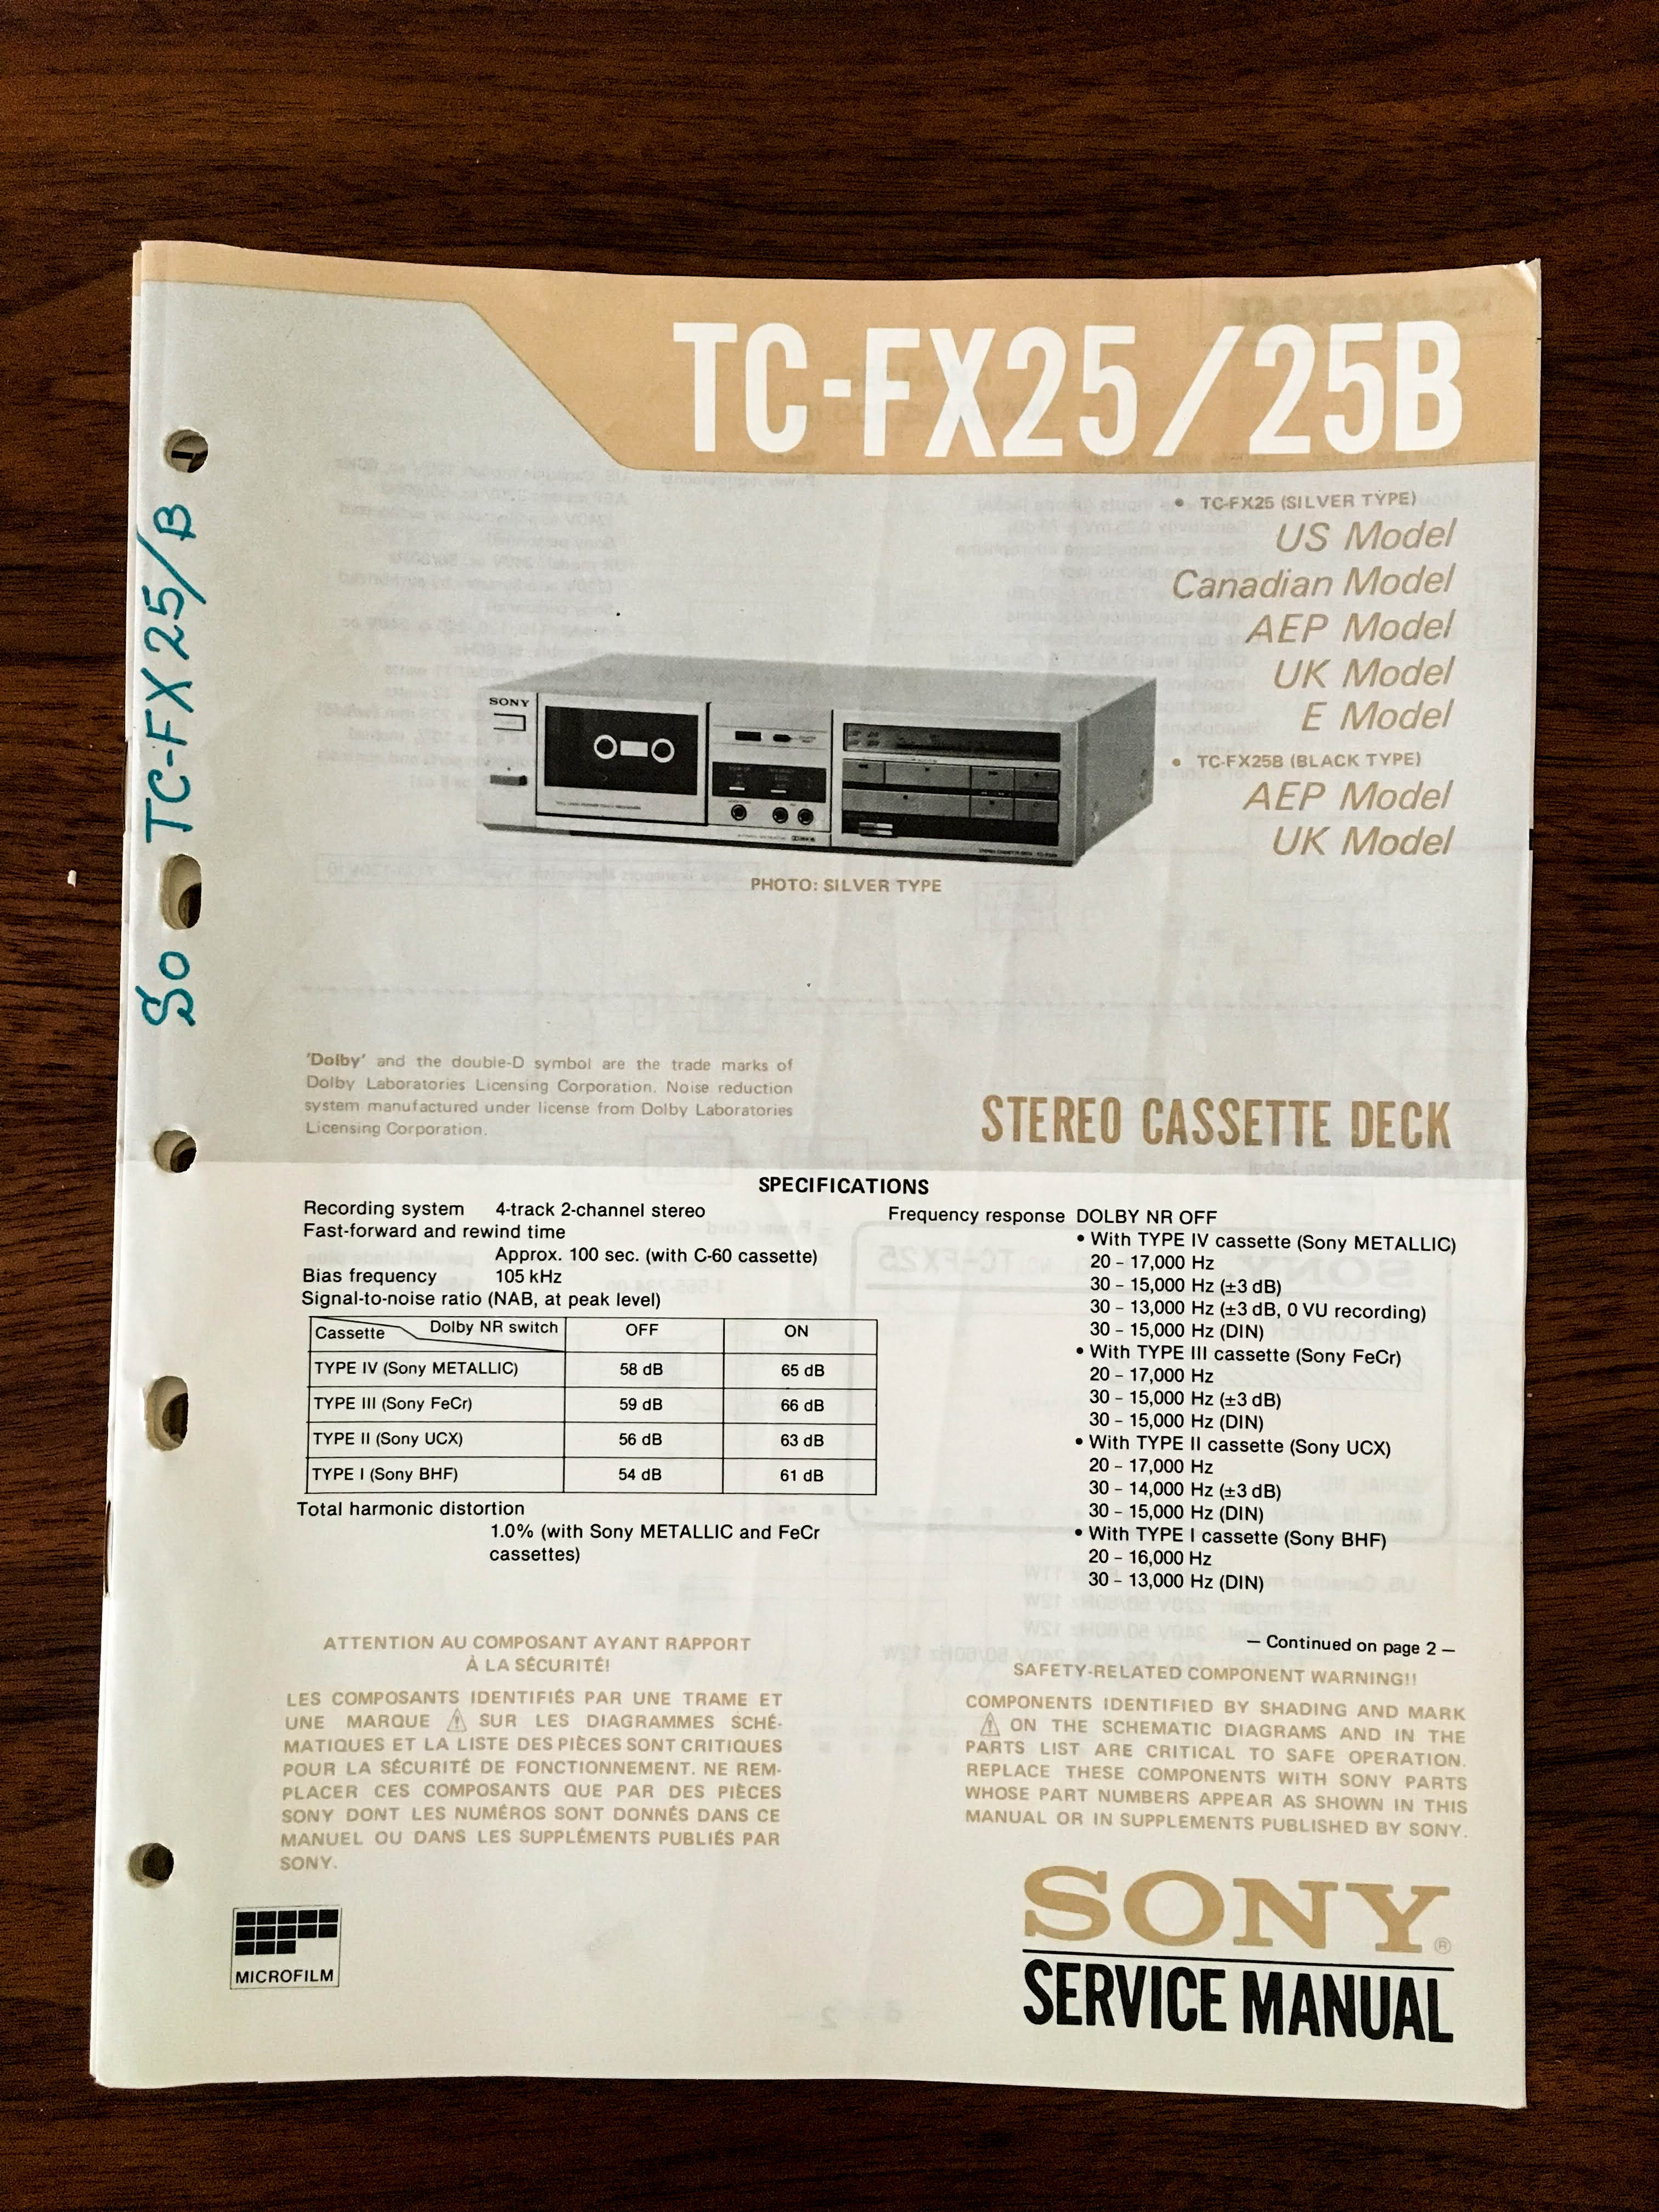 TC-FX25/25B
So TC-FX25/B
• TC-FX25 (SILVER TYPE)
US Model
Canadian Model
AEP Model
UK Model
E Model
• TC-FX25B (BLACK TYPE)
AEP Model
UK Model
SONY
PHOTO: SILVER TYPE
'Dolby' and the double-D symbol are the trade marks of
Dolby Laboratories Licensing Corporation. Noise reduction
system manufactured under license from Dolby Laboratories
Licensing Corporation.
STEREO CASSETTE DECK
SPECIFICATIONS
Recording system 4-track 2-channel stereo
Fast-forward and rewind time
Approx. 100 sec. (with C-60 cassette)
Bias frequency 105 kHz
Signal-to-noise ratio (NAB, at peak level)
Cassette Dolby NR switch OFF ON
TYPE IV (Sony METALLIC) 58 dB 65 dB
TYPE III (Sony FeCr) 59 dB 66 dB
TYPE II (Sony UCX) 56 dB 63 dB
TYPE I (Sony BHF) 54 dB 61 dB
Total harmonic distortion
1.0% (with Sony METALLIC and FeCr
cassettes)
Frequency response DOLBY NR OFF
• With TYPE IV cassette (Sony METALLIC)
20 – 17,000 Hz
30 – 15,000 Hz (±3 dB)
30 – 13,000 Hz (±3 dB, 0 VU recording)
30 – 15,000 Hz (DIN)
• With TYPE III cassette (Sony FeCr)
20 – 17,000 Hz
30 – 15,000 Hz (±3 dB)
30 – 15,000 Hz (DIN)
• With TYPE II cassette (Sony UCX)
20 – 17,000 Hz
30 – 14,000 Hz (±3 dB)
30 – 15,000 Hz (DIN)
• With TYPE I cassette (Sony BHF)
20 – 16,000 Hz
30 – 13,000 Hz (DIN)
— Continued on page 2 —
ATTENTION AU COMPOSANT AYANT RAPPORT
À LA SÉCURITÉ!
LES COMPOSANTS IDENTIFIÉS PAR UNE TRAME ET
UNE MARQUE ⚠ SUR LES DIAGRAMMES SCHÉ-
MATIQUES ET LA LISTE DES PIÈCES SONT CRITIQUES
POUR LA SÉCURITÉ DE FONCTIONNEMENT. NE REM-
PLACER CES COMPOSANTS QUE PAR DES PIÈCES
SONY DONT LES NUMÉROS SONT DONNÉS DANS CE
MANUEL OU DANS LES SUPPLÉMENTS PUBLIÉS PAR
SONY.
SAFETY-RELATED COMPONENT WARNING!!
COMPONENTS IDENTIFIED BY SHADING AND MARK
⚠ ON THE SCHEMATIC DIAGRAMS AND IN THE
PARTS LIST ARE CRITICAL TO SAFE OPERATION.
REPLACE THESE COMPONENTS WITH SONY PARTS
WHOSE PART NUMBERS APPEAR AS SHOWN IN THIS
MANUAL OR IN SUPPLEMENTS PUBLISHED BY SONY.
MICROFILM
SONY®
SERVICE MANUAL